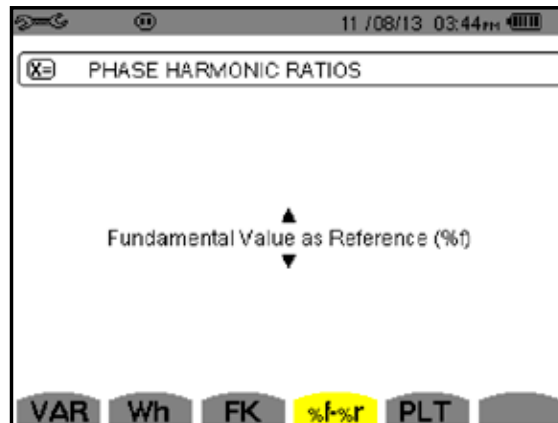 11/08/13 03:44PM
X=
PHASE HARMONIC RATIOS
Fundamental Value as Reference (%f)
VAR Wh FK %f-%r PLT